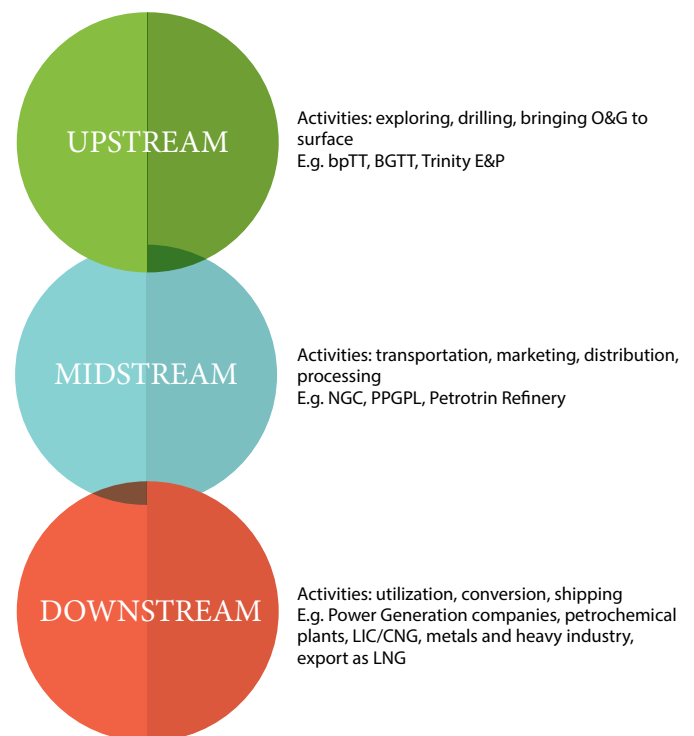 UPSTREAM
Activities: exploring, drilling, bringing O&G to
surface
E.g. bpTT, BGTT, Trinity E&P
MIDSTREAM
Activities: transportation, marketing, distribution,
processing
E.g. NGC, PPGPL, Petrotrin Refinery
DOWNSTREAM
Activities: utilization, conversion, shipping
E.g. Power Generation companies, petrochemical
plants, LIC/CNG, metals and heavy industry,
export as LNG